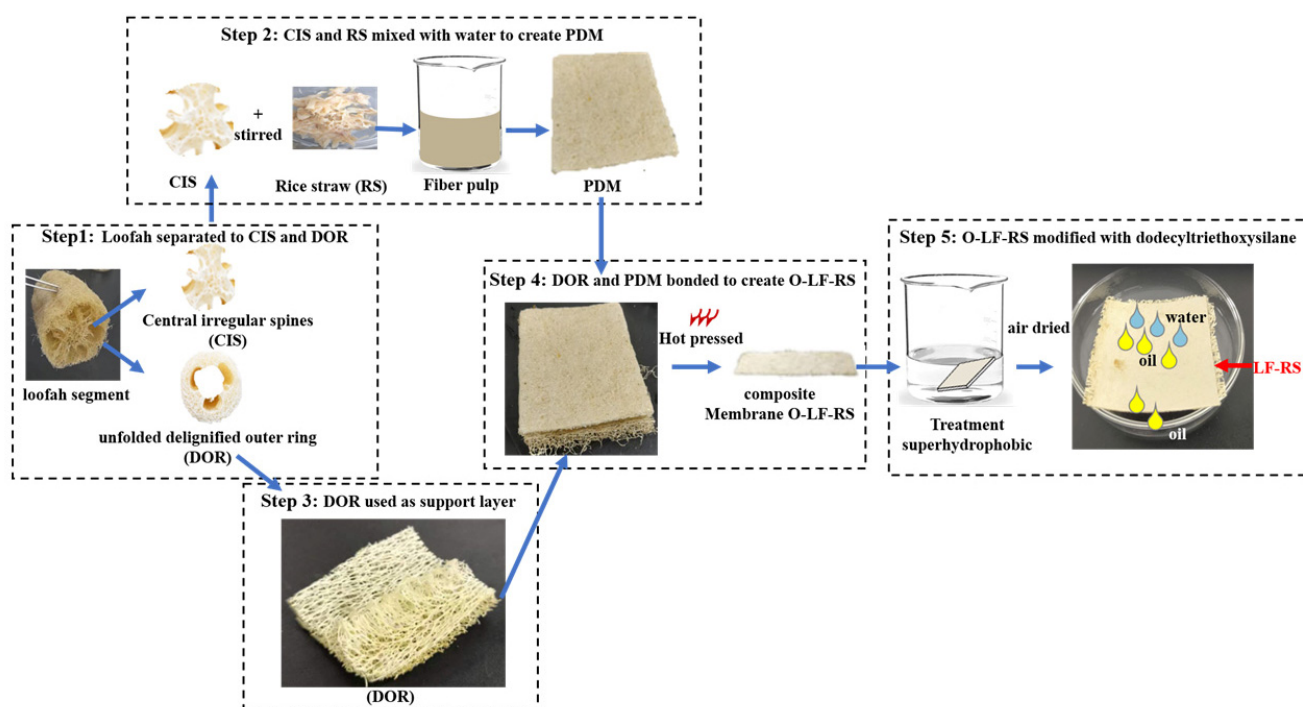 Step 2: CIS and RS mixed with water to create PDM
+
stirred
CIS
Rice straw (RS)
Fiber pulp
PDM
Step1: Loofah separated to CIS and DOR
Central irregular spines
(CIS)
loofah segment
unfolded delignified outer ring
(DOR)
Step 3: DOR used as support layer
(DOR)
Step 4: DOR and PDM bonded to create O-LF-RS
Hot pressed
composite
Membrane O-LF-RS
Step 5: O-LF-RS modified with dodecyltriethoxysilane
air dried
Treatment
superhydrophobic
water
oil
LF-RS
oil